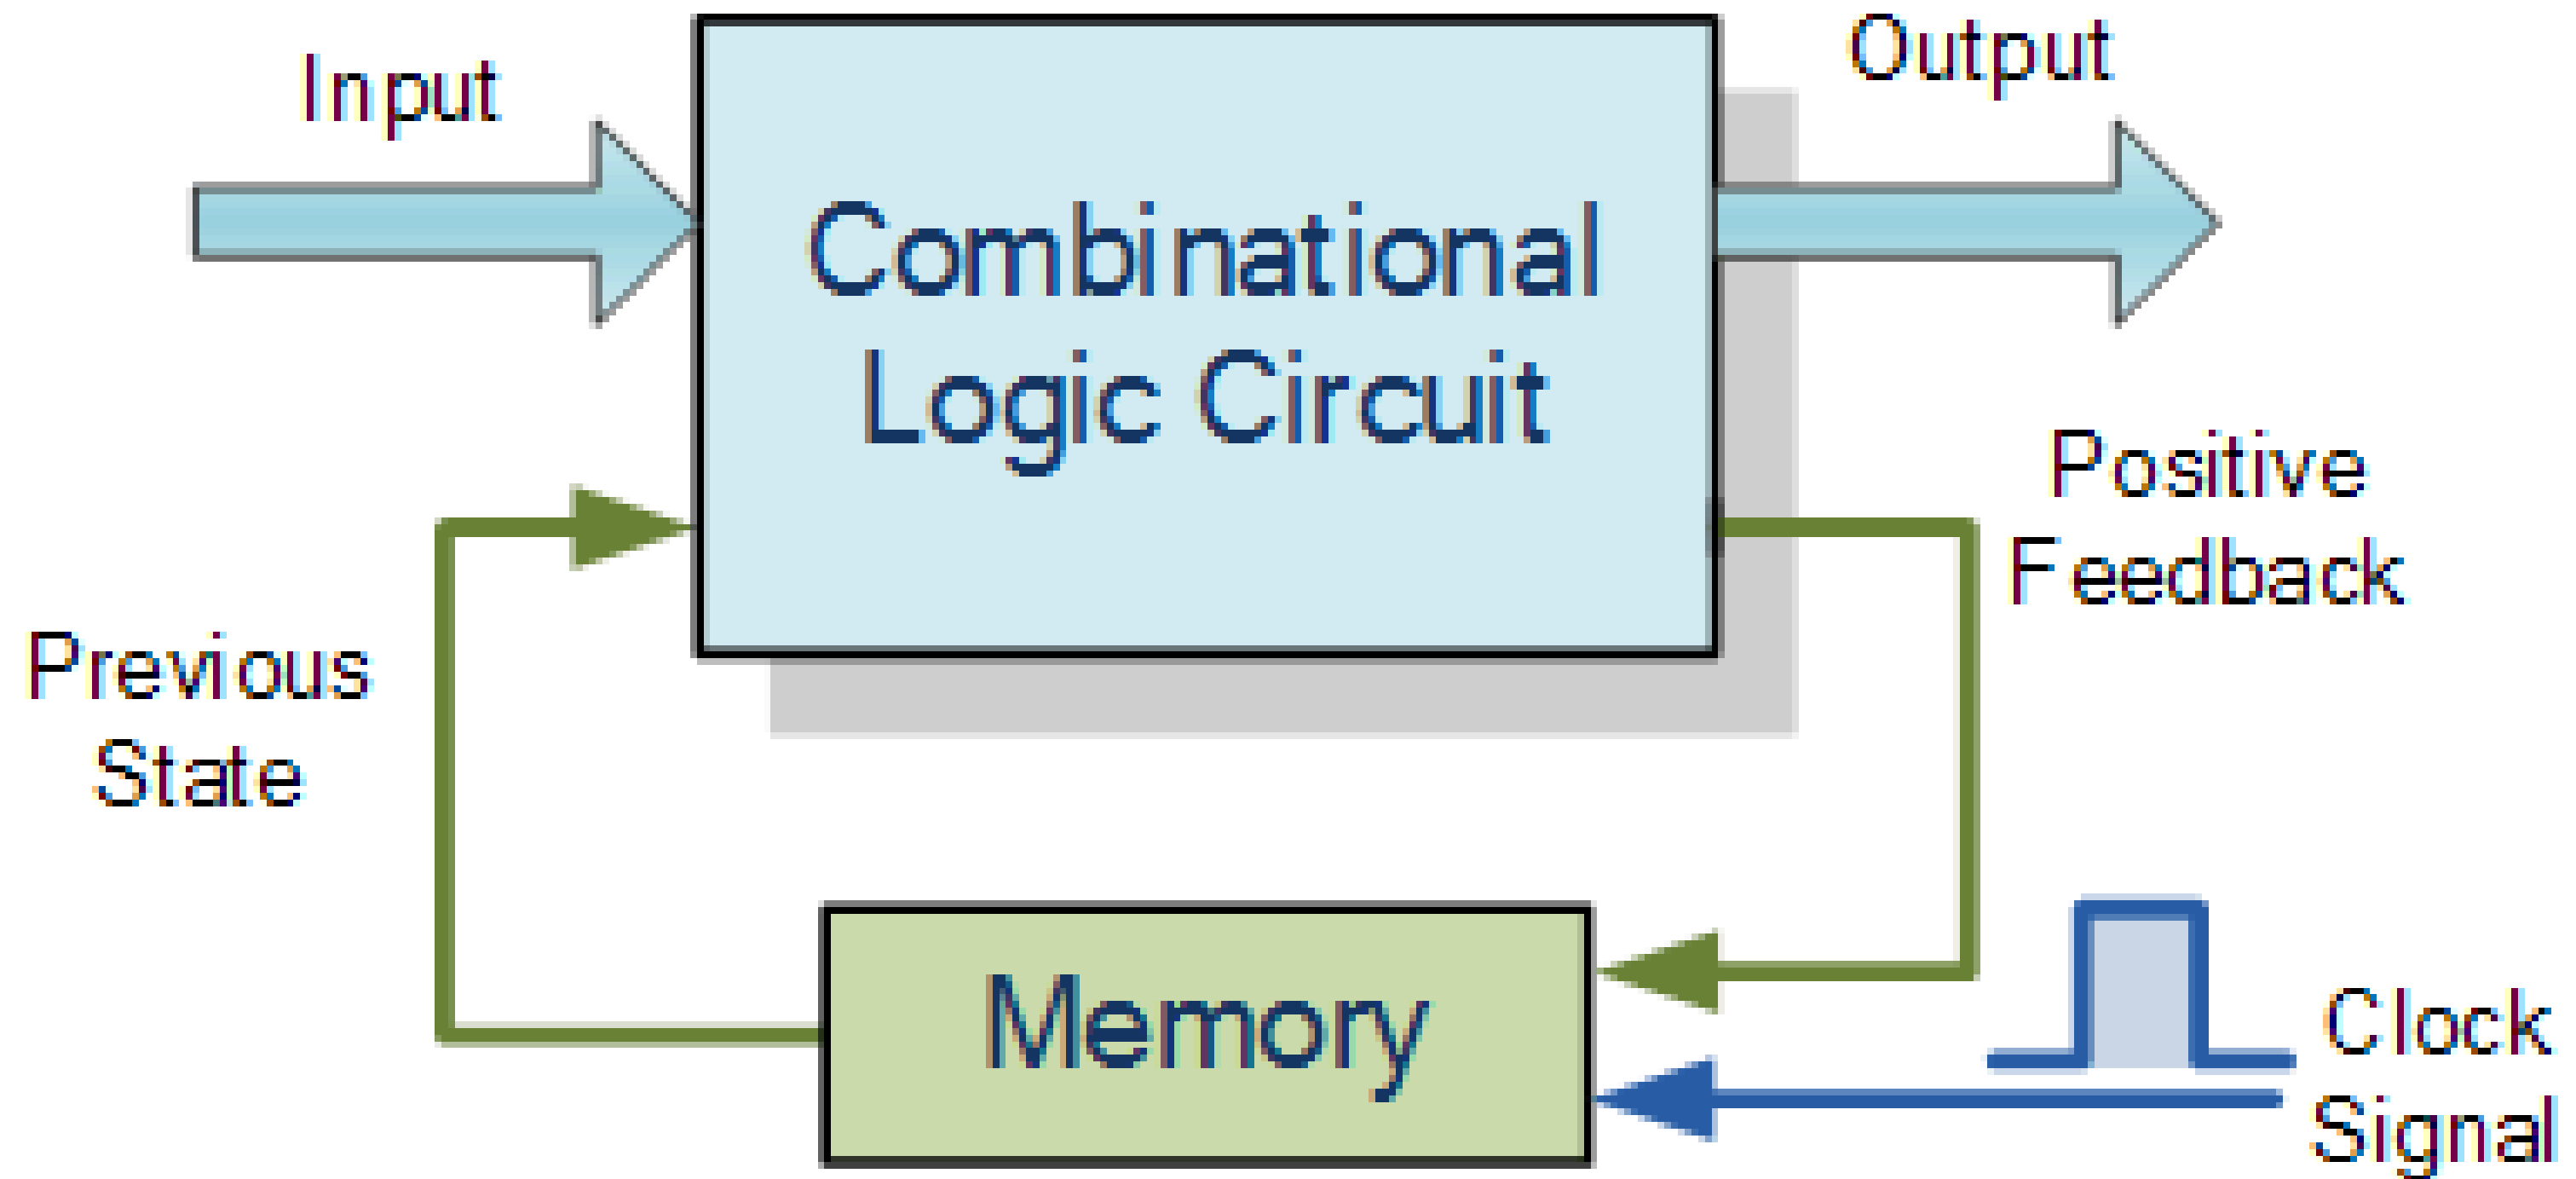 Input
Output
Combinational
Logic Circuit
Positive
Feedback
Previous
State
Memory
Clock
Signal